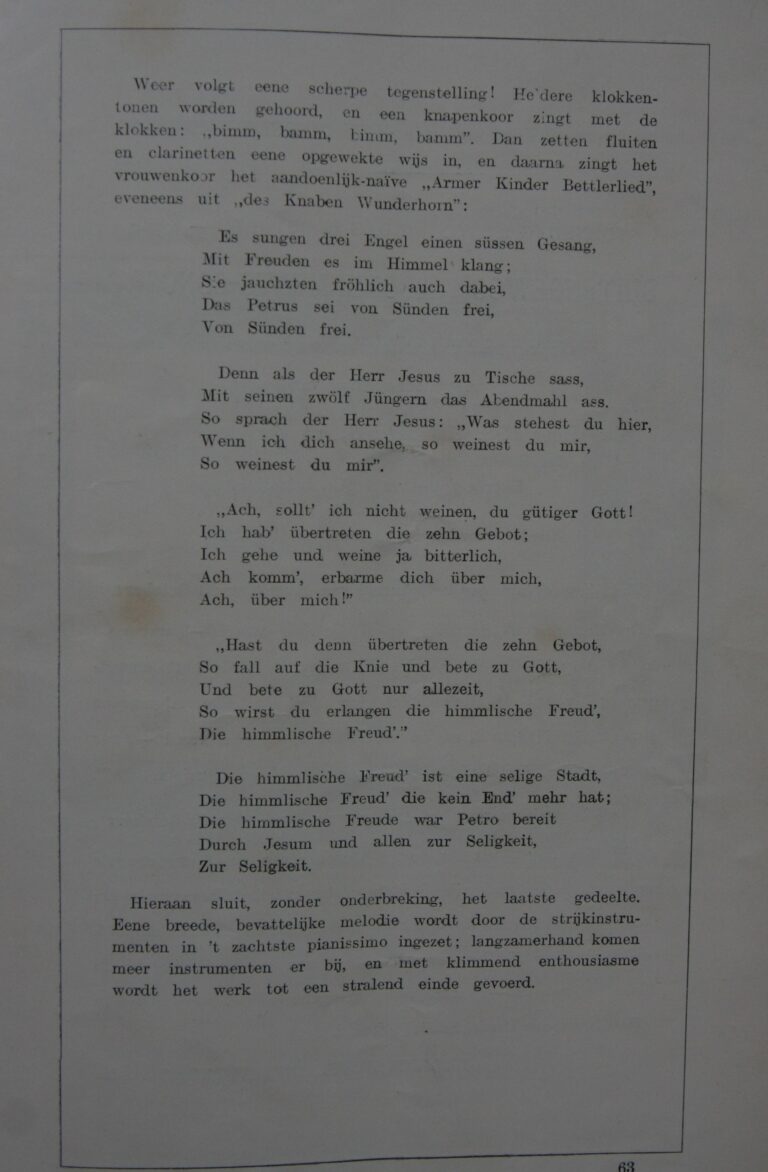 Weer volgt eene scherpe tegenstelling! Heldere klokken-
tonen worden gehoord, en een knapenkoor zingt met de
klokken: „bimm, bamm, bimm, bamm”. Dan zetten fluiten
en clarinetten eene opgewekte wijs in, en daarna zingt het
vrouwenkoor het aandoenlijk-naïve „Armer Kinder Bettlerlied”,
eveneens uit „des Knaben Wunderhorn”:
Es sungen drei Engel einen süssen Gesang,
Mit Freuden es im Himmel klang;
Sie jauchzten fröhlich auch dabei,
Das Petrus sei von Sünden frei,
Von Sünden frei.
Denn als der Herr Jesus zu Tische sass,
Mit seinen zwölf Jüngern das Abendmahl ass.
So sprach der Herr Jesus: „Was stehest du hier,
Wenn ich dich ansehe, so weinest du mir,
So weinest du mir”.
„Ach, sollt' ich nicht weinen, du gütiger Gott!
Ich hab' übertreten die zehn Gebot;
Ich gehe und weine ja bitterlich,
Ach komm', erbarme dich über mich,
Ach, über mich!”
„Hast du denn übertreten die zehn Gebot,
So fall auf die Knie und bete zu Gott,
Und bete zu Gott nur allezeit,
So wirst du erlangen die himmlische Freud',
Die himmlische Freud'.”
Die himmlische Freud' ist eine selige Stadt,
Die himmlische Freud' die kein End' mehr hat;
Die himmlische Freude war Petro bereit
Durch Jesum und allen zur Seligkeit,
Zur Seligkeit.
Hieraan sluit, zonder onderbreking, het laatste gedeelte.
Eene breede, bevattelijke melodie wordt door de strijkinstru-
menten in 't zachtste pianissimo ingezet; langzamerhand komen
meer instrumenten er bij, en met klimmend enthousiasme
wordt het werk tot een stralend einde gevoerd.
63